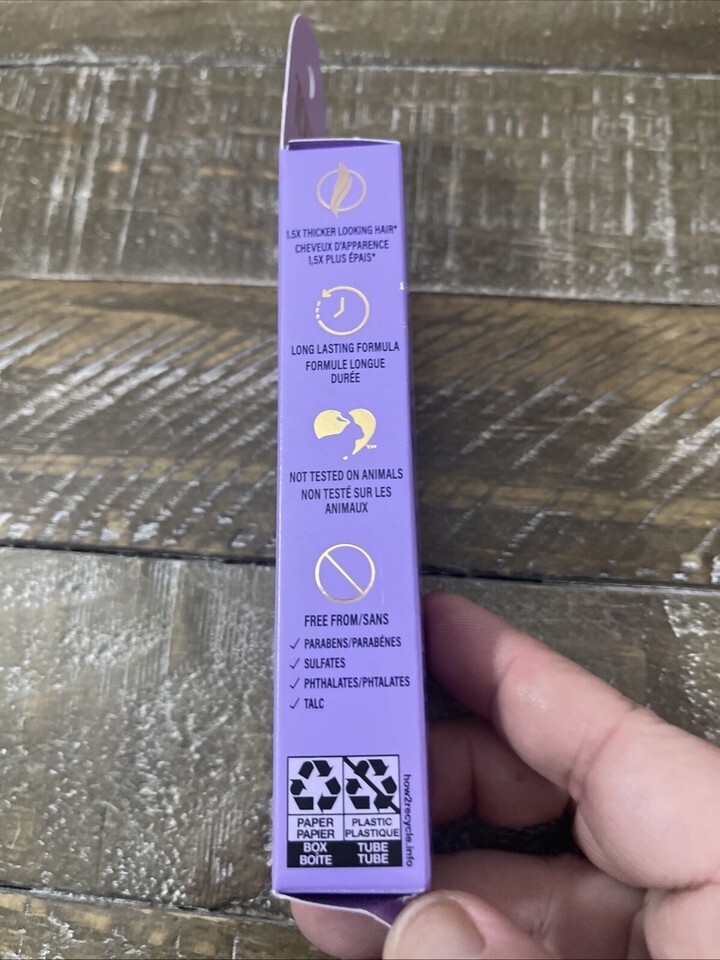 1.5X THICKER LOOKING HAIR*
CHEVEUX D'APPARENCE
1,5X PLUS ÉPAIS*
LONG LASTING FORMULA
FORMULE LONGUE
DURÉE
TM
NOT TESTED ON ANIMALS
NON TESTÉ SUR LES
ANIMAUX
FREE FROM/SANS
✓ PARABENS/PARABÈNES
✓ SULFATES
✓ PHTHALATES/PHTALATES
✓ TALC
PAPER
PAPIER
BOX
BOÎTE
PLASTIC
PLASTIQUE
TUBE
TUBE
how2recycle.info